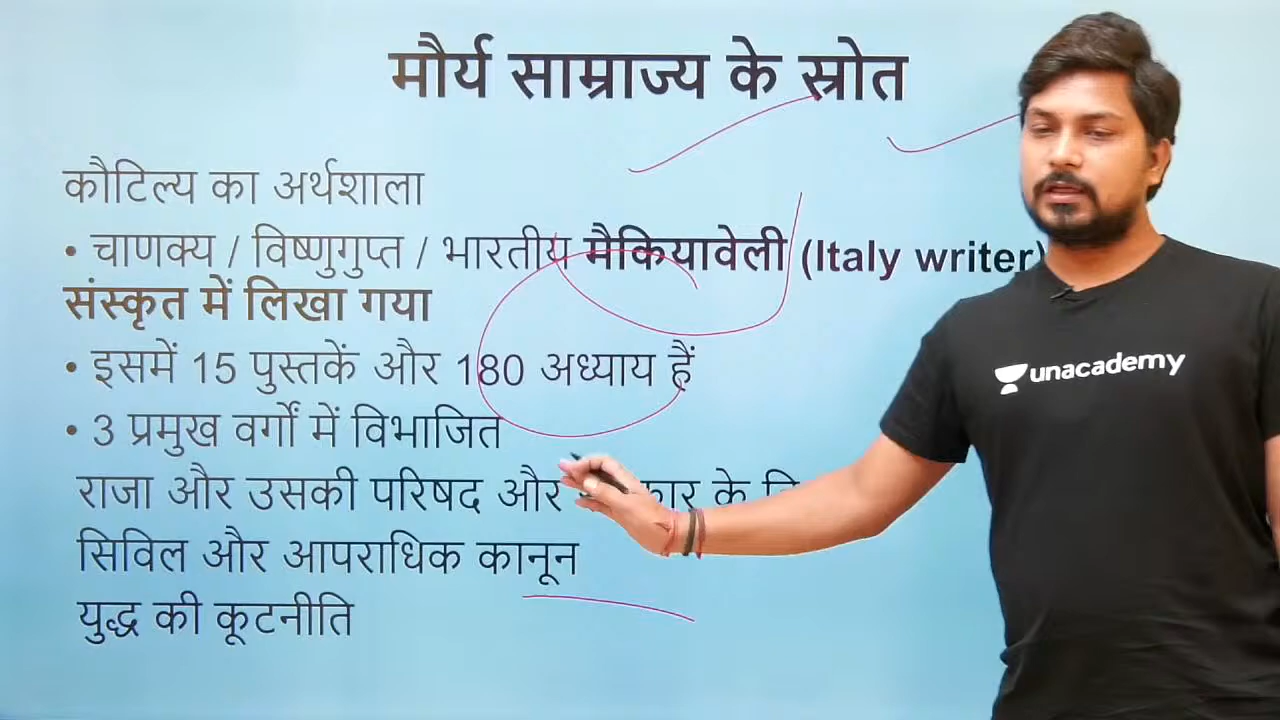 मौर्य साम्राज्य के स्रोत
कौटिल्य का अर्थशाला
• चाणक्य / विष्णुगुप्त / भारतीय मैकियावेली (Italy writer)
संस्कृत में लिखा गया
• इसमें 15 पुस्तकें और 180 अध्याय हैं
• 3 प्रमुख वर्गों में विभाजित
राजा और उसकी परिषद और के
सिविल और आपराधिक कानून
युद्ध की कूटनीति
unacademy